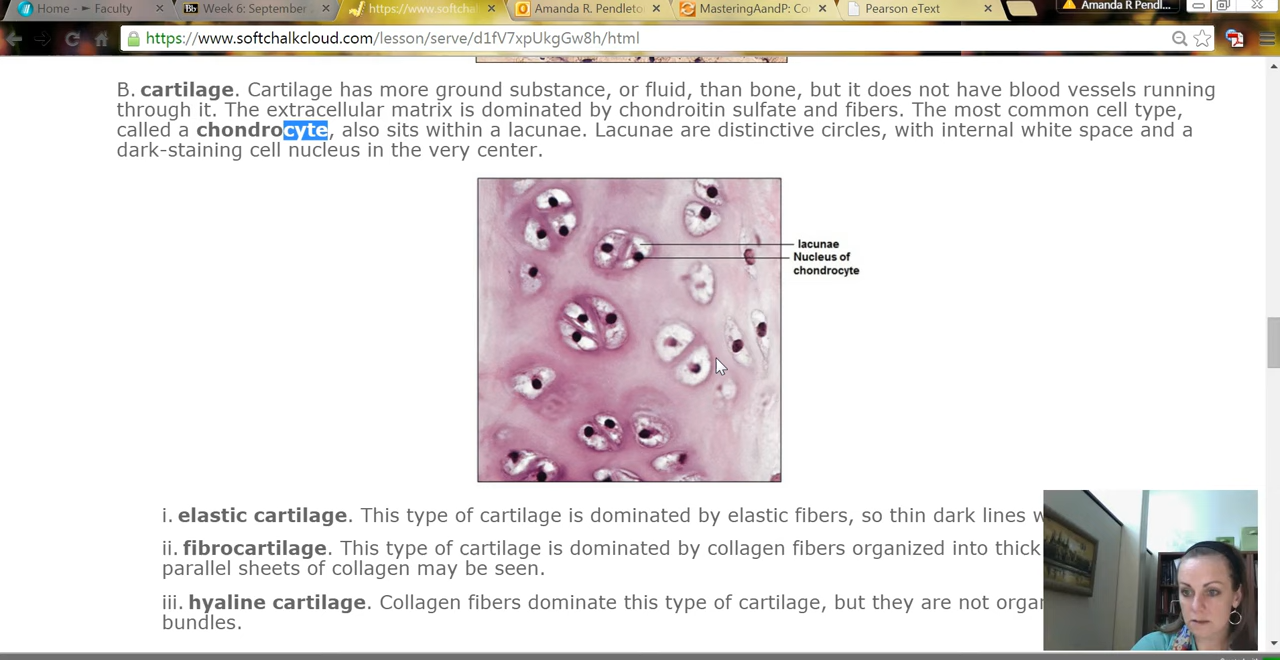 Home - ► Faculty
Bb Week 6: September
https://www.softchal
Amanda R. Pendleto
MasteringAandP: Co
Pearson eText
Amanda R Pendl...
https://www.softchalkcloud.com/lesson/serve/d1fV7xpUkgGw8h/html
B. cartilage. Cartilage has more ground substance, or fluid, than bone, but it does not have blood vessels running
through it. The extracellular matrix is dominated by chondroitin sulfate and fibers. The most common cell type,
called a chondrocyte, also sits within a lacunae. Lacunae are distinctive circles, with internal white space and a
dark-staining cell nucleus in the very center.
lacunae
Nucleus of
chondrocyte
i. elastic cartilage. This type of cartilage is dominated by elastic fibers, so thin dark lines w
ii. fibrocartilage. This type of cartilage is dominated by collagen fibers organized into thick
parallel sheets of collagen may be seen.
iii. hyaline cartilage. Collagen fibers dominate this type of cartilage, but they are not organ
bundles.